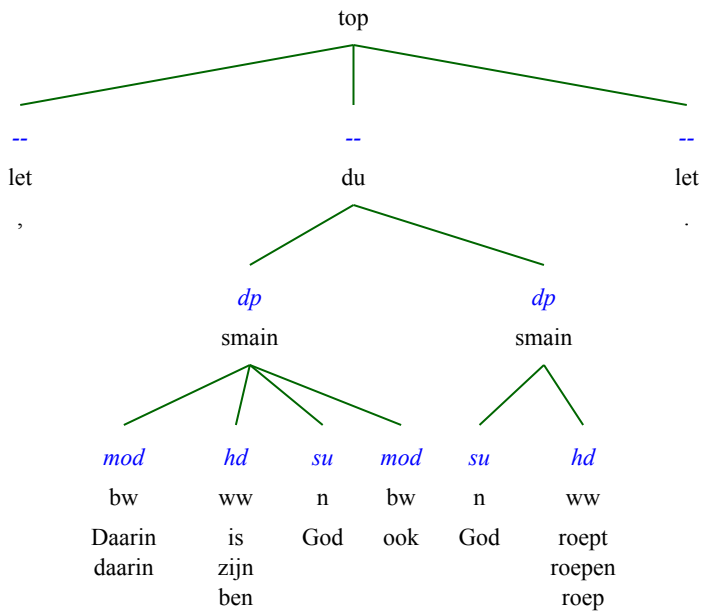 top
-- -- --
let du let
, .
dp dp
smain smain
mod hd su mod su hd
bw ww n bw n ww
Daarin is God ook God roept
daarin zijn roepen
ben roep